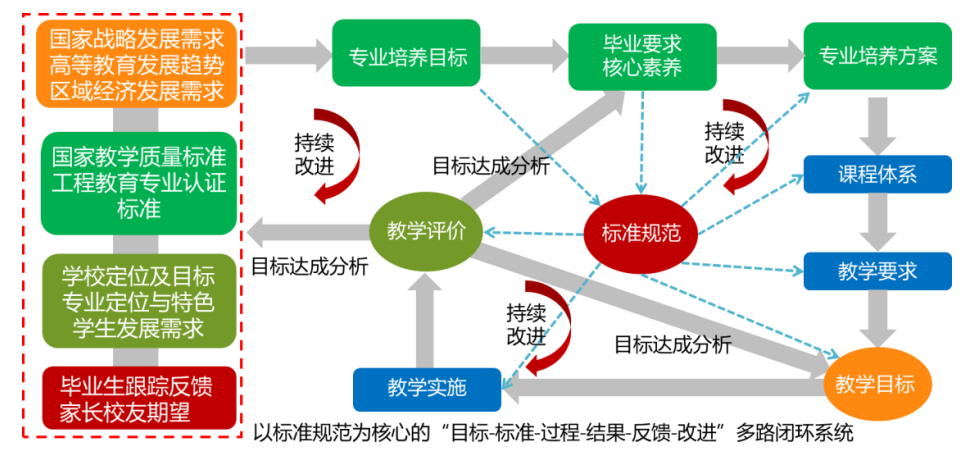 国家战略发展需求
高等教育发展趋势
区域经济发展需求
国家教学质量标准
工程教育专业认证
标准
学校定位及目标
专业定位与特色
学生发展需求
毕业生跟踪反馈
家长校友期望
专业培养目标
毕业要求
核心素养
专业培养方案
持续
改进
目标达成分析
持续
改进
课程体系
教学评价
标准规范
目标达成分析
教学要求
持续
改进
目标达成分析
教学实施
教学目标
以标准规范为核心的“目标-标准-过程-结果-反馈-改进”多路闭环系统